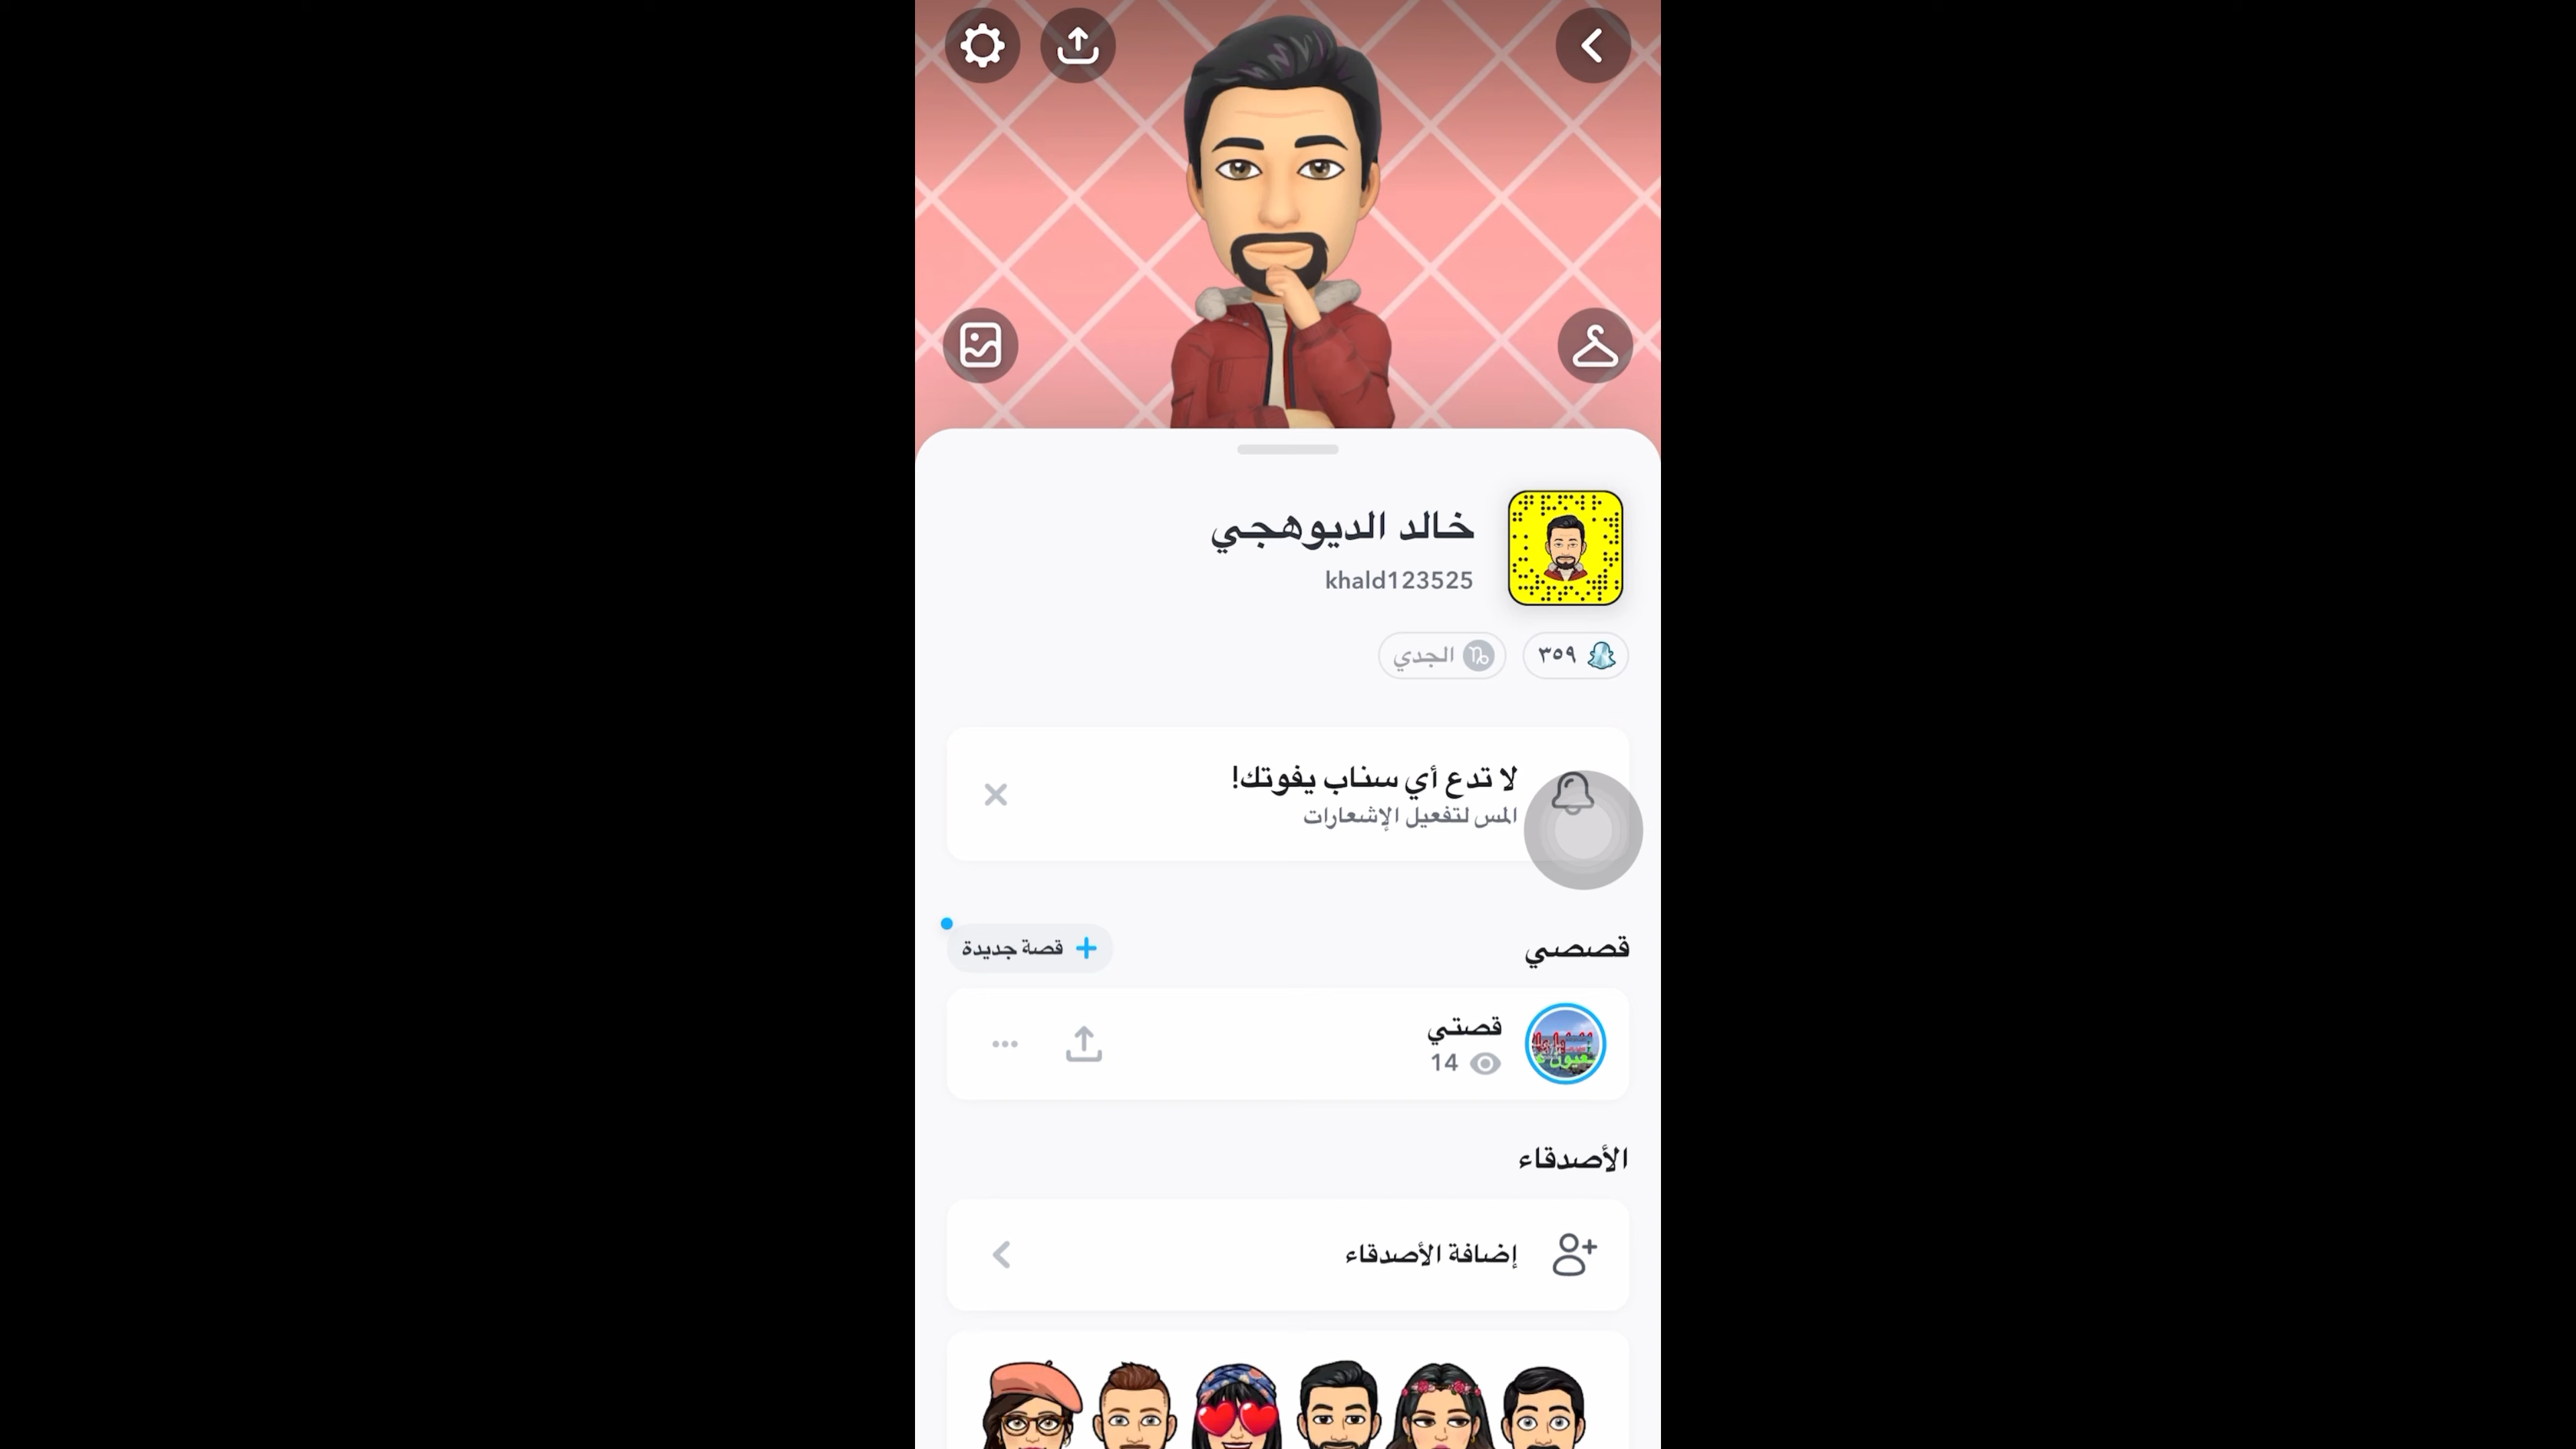 خالد الديوهجي
khald123525
٣٥٩
الجدي
لا تدع أي سناب يفوتك!
المس لتفعيل الإشعارات
قصصي
قصة جديدة
قصتي
14
الأصدقاء
إضافة الأصدقاء